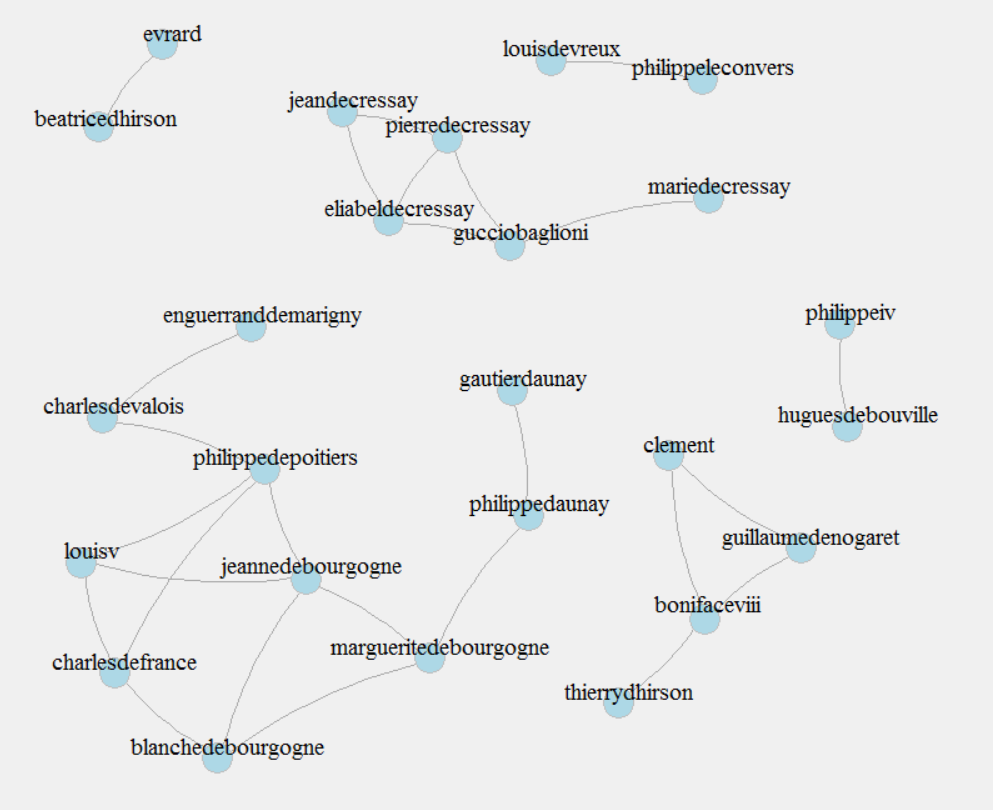 evrard
louisdevreux
philippeleconvers
jeandecressay
beatricedhirson
pierredecressay
mariedecressay
eliabeldecressay
gucciobaglioni
enguerranddemarigny
philippeiv
gautierdaunay
charlesdevalois
huguesdebouville
clement
philippedepoitiers
philippedaunay
guillaumedenogaret
louisv
jeannedebourgogne
bonifaceviii
margueritedebourgogne
charlesdefrance
thierrydhirson
blanchedebourgogne